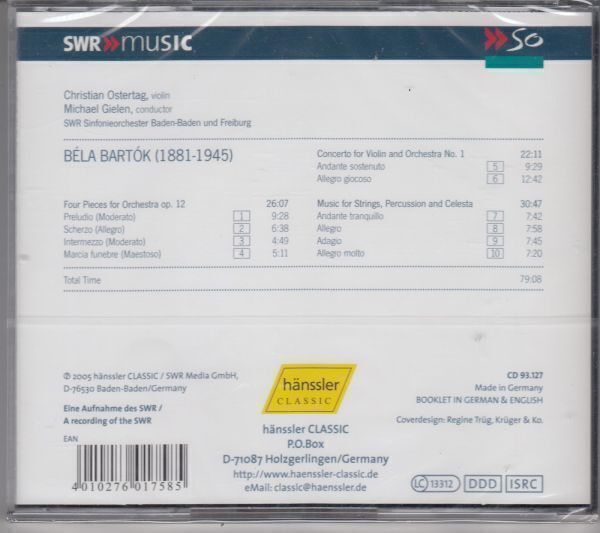 SWR»music
»50
Christian Ostertag, violin
Michael Gielen, conductor
SWR Sinfonieorchester Baden-Baden und Freiburg
BÉLA BARTÓK (1881-1945)
Four Pieces for Orchestra op. 12 26:07
Preludio (Moderato) 1 9:28
Scherzo (Allegro) 2 6:38
Intermezzo (Moderato) 3 4:49
Marcia funebre (Maestoso) 4 5:11
Concerto for Violin and Orchestra No. 1 22:11
Andante sostenuto 5 9:29
Allegro giocoso 6 12:42
Music for Strings, Percussion and Celesta 30:47
Andante tranquillo 7 7:42
Allegro 8 7:58
Adagio 9 7:45
Allegro molto 10 7:20
Total Time 79:08
℗ 2005 hänssler CLASSIC / SWR Media GmbH,
D-76530 Baden-Baden/Germany
Eine Aufnahme des SWR /
A recording of the SWR
EAN
4010276 017585
hänssler
CLASSIC
hänssler CLASSIC
P.O.Box
D-71087 Holzgerlingen/Germany
http://www.haenssler-classic.de
eMail: classic@haenssler.de
CD 93.127
Made in Germany
BOOKLET IN GERMAN & ENGLISH
Coverdesign: Regine Trüg, Krüger & Ko.
LC 13312 DDD ISRC